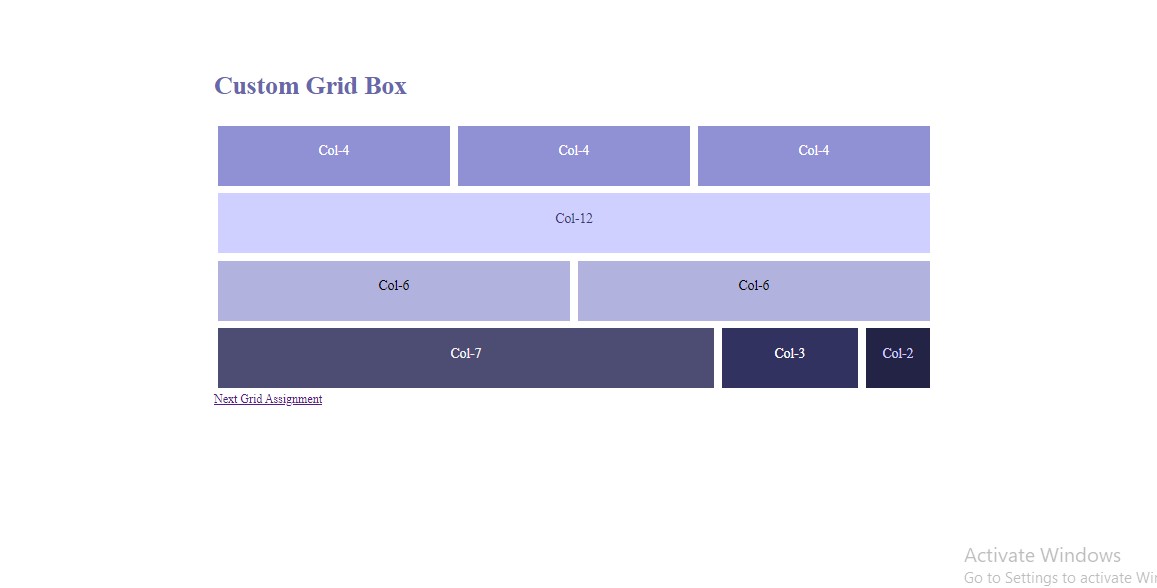 Custom Grid Box
Col-4 Col-4 Col-4
Col-12
Col-6 Col-6
Col-7 Col-3 Col-2
Next Grid Assignment
Activate Windows
Go to Settings to activate Wi